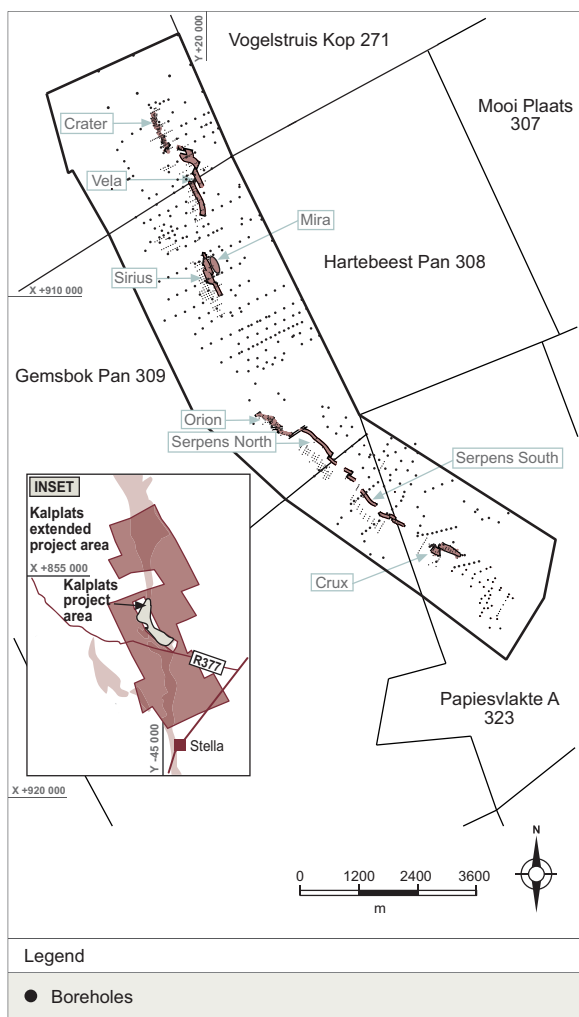 Y +20 000
Vogelstruis Kop 271
Mooi Plaats
307
Crater
Vela
Mira
Hartebeest Pan 308
Sirius
X +910 000
Gemsbok Pan 309
Orion
Serpens North
Serpens South
Crux
INSET
Kalplats
extended
project area
X +855 000
Kalplats
project
area
R377
Y -45 000
Stella
Papiesvlakte A
323
X +920 000
N
0 1200 2400 3600
m
Legend
Boreholes